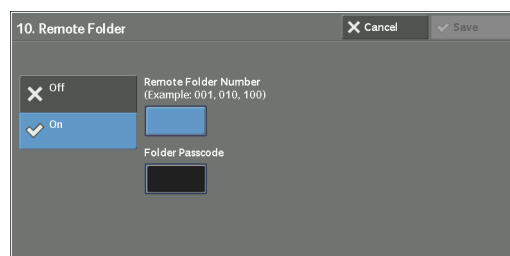 10. Remote Folder
Cancel
Save
Off
On
Remote Folder Number
(Example: 001, 010, 100)
Folder Passcode